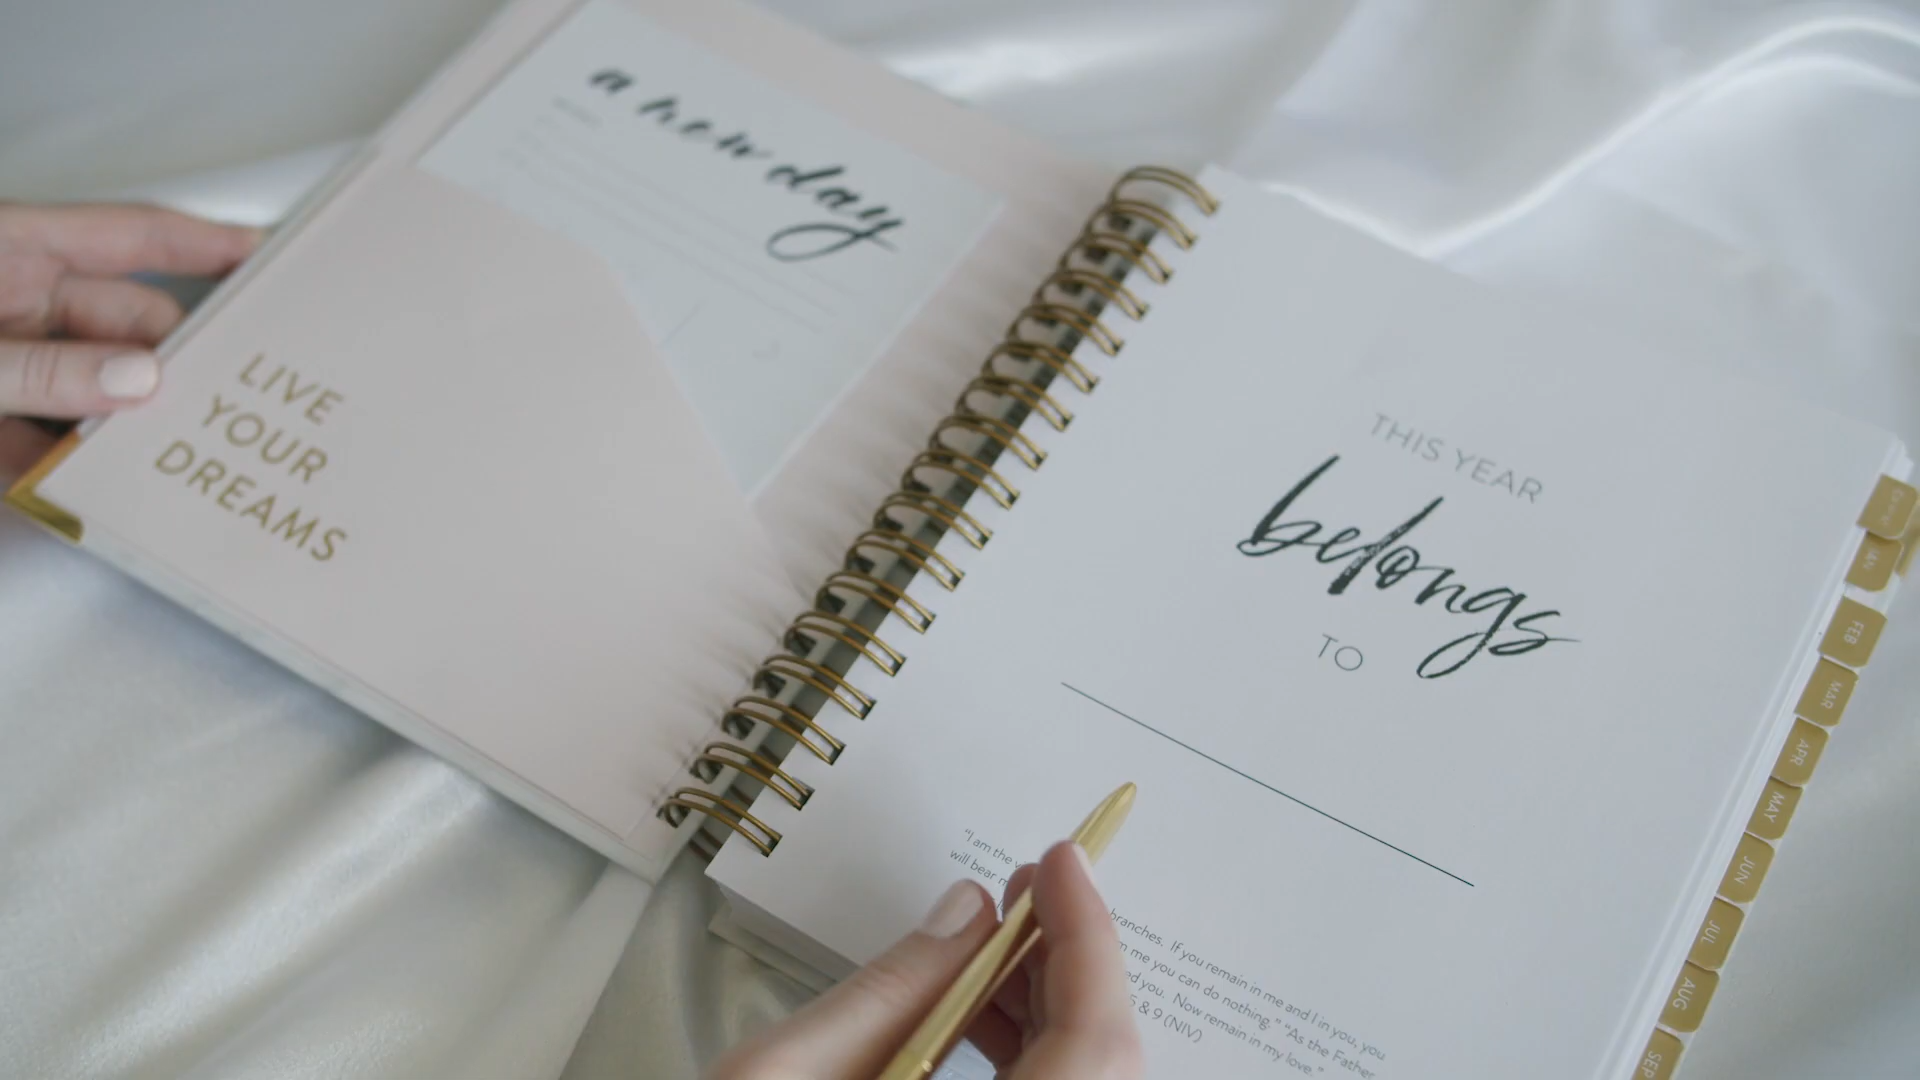 a new day
LIVE
YOUR
DREAMS
THIS YEAR
belongs
TO
"I am the
will bear
branches. If you remain in me and I in you, you
me you can do nothing." "As the Father
you. Now remain in my love."
5 & 9 (NIV)
JAN
FEB
MAR
APR
MAY
JUN
JUL
AUG
SEP